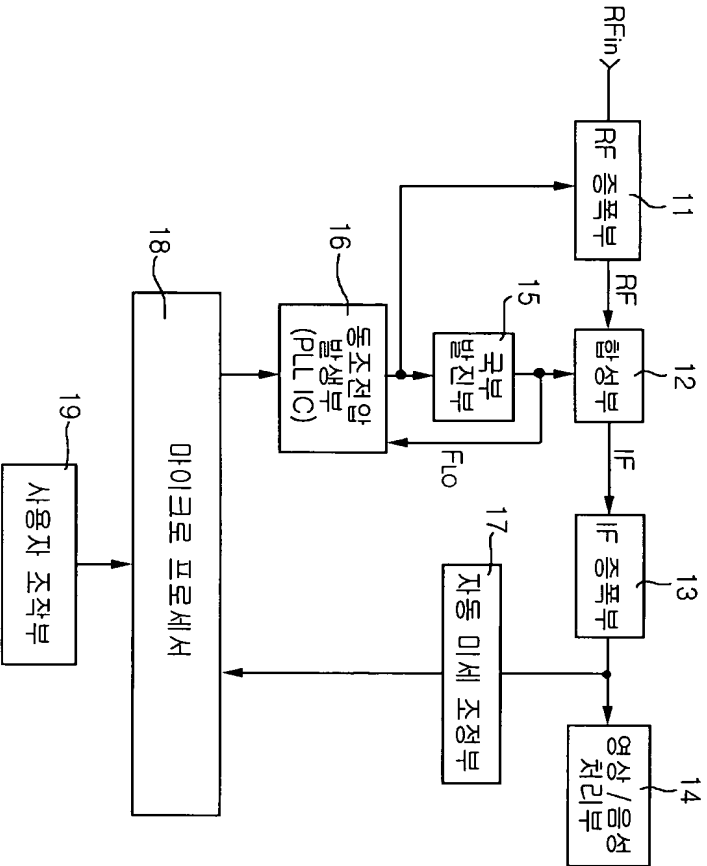 RFin
11
RF 증폭부
RF
12
합성부
IF
13
IF 증폭부
14
영상 / 음성
처리부
15
국부
발진부
FLO
16
동조전압
발생부
(PLL IC)
17
자동 미세 조정부
18
마이크로 프로세서
19
사용자 조작부